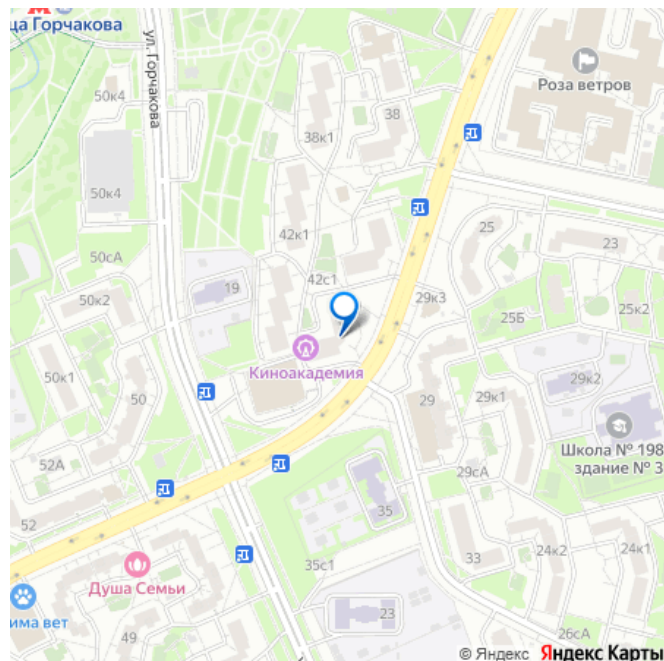 ца Горчакова
ул. Горчакова
50к4
Роза ветров
38
38к1
50к4
42к1
25
23
50сА
42с1
19
29к3
50к2
25Б
25к2
Киноакадемия
50к1
50
29
29к1
29к2
Школа № 198
здание № 3
52А
29сА
35
52
24к2
24к1
33
35с1
Душа Семьи
23
има вет
49
26сА
© Яндекс Яндекс Карты